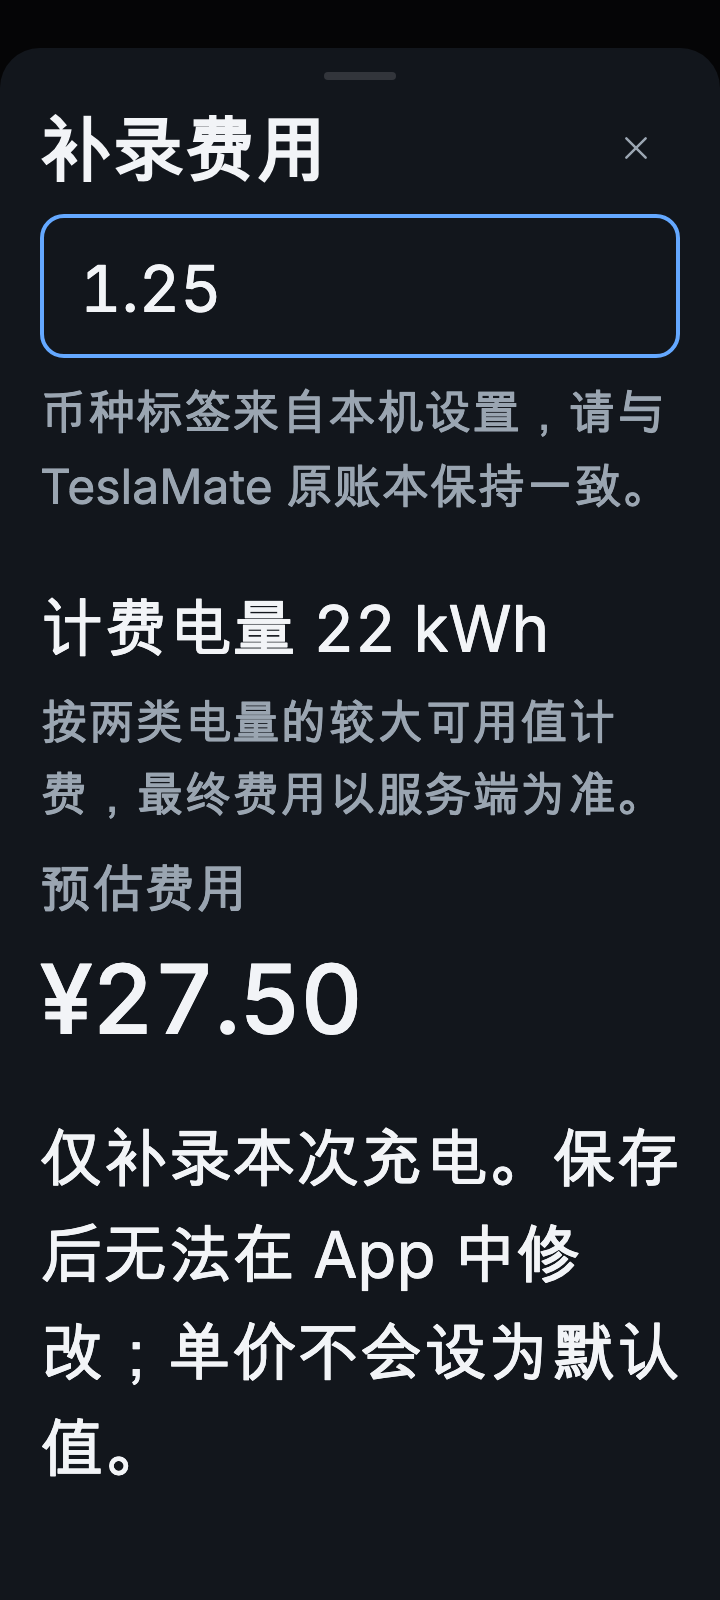 补录费用
1.25
币种标签来自本机设置，请与
TeslaMate 原账本保持一致。
计费电量 22 kWh
按两类电量的较大可用值计
费，最终费用以服务端为准。
预估费用
¥27.50
仅补录本次充电。保存
后无法在 App 中修
改；单价不会设为默认
值。